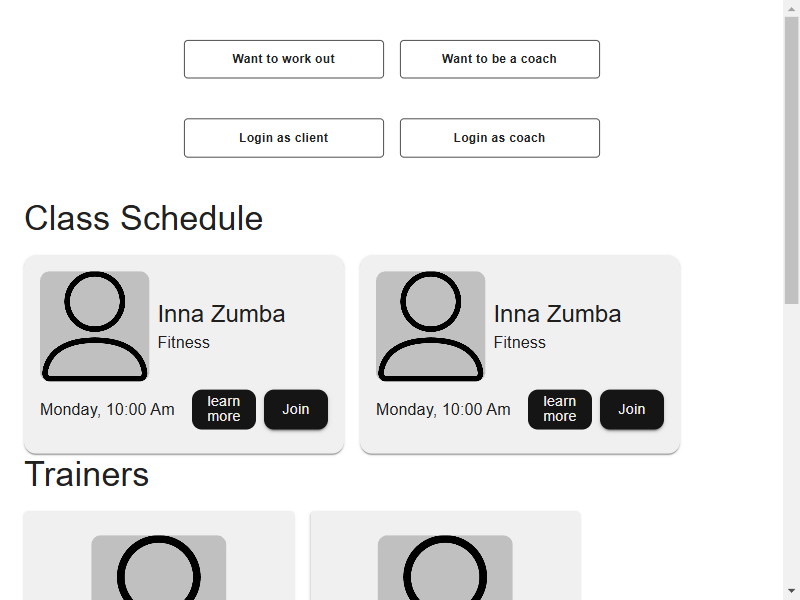 Want to work out Want to be a coach
Login as client Login as coach
Class Schedule
Inna Zumba
Fitness
Monday, 10:00 Am
learn
more
Join
Inna Zumba
Fitness
Monday, 10:00 Am
learn
more
Join
Trainers